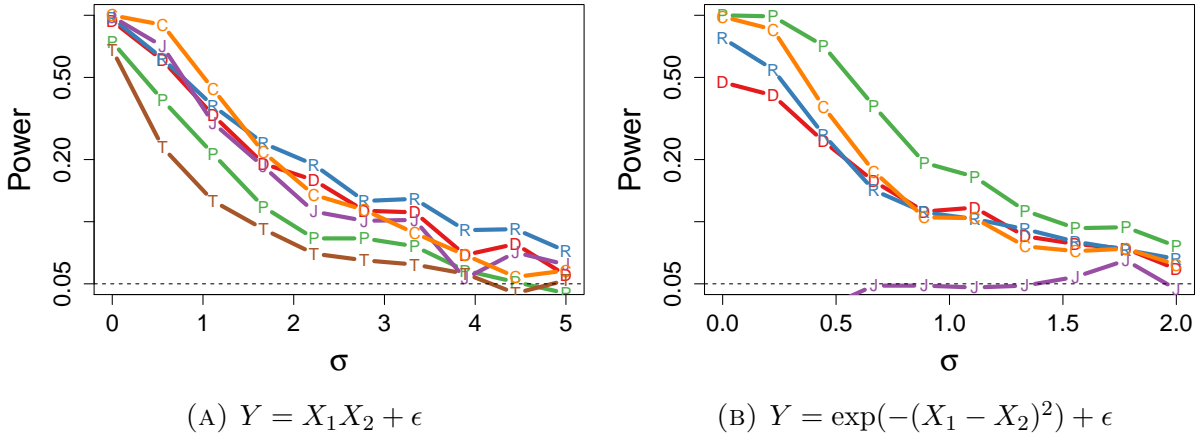 Power
0.50
0.20
0.05
C C C C C C C C C C
R R R R R R R R R R
D D D D D D D D D D
J J J J J J J J J J
P P P P P P P P P P
T T T T T T T T T T
0 1 2 3 4 5
σ
(A) Y = X₁X₂ + ϵ
Power
0.50
0.20
0.05
P P P P P P P P P P
C C C C C C C C C C
R R R R R R R R R R
D D D D D D D D D D
J J J J J J J
0.0 0.5 1.0 1.5 2.0
σ
(B) Y = exp(−(X₁ − X₂)²) + ϵ